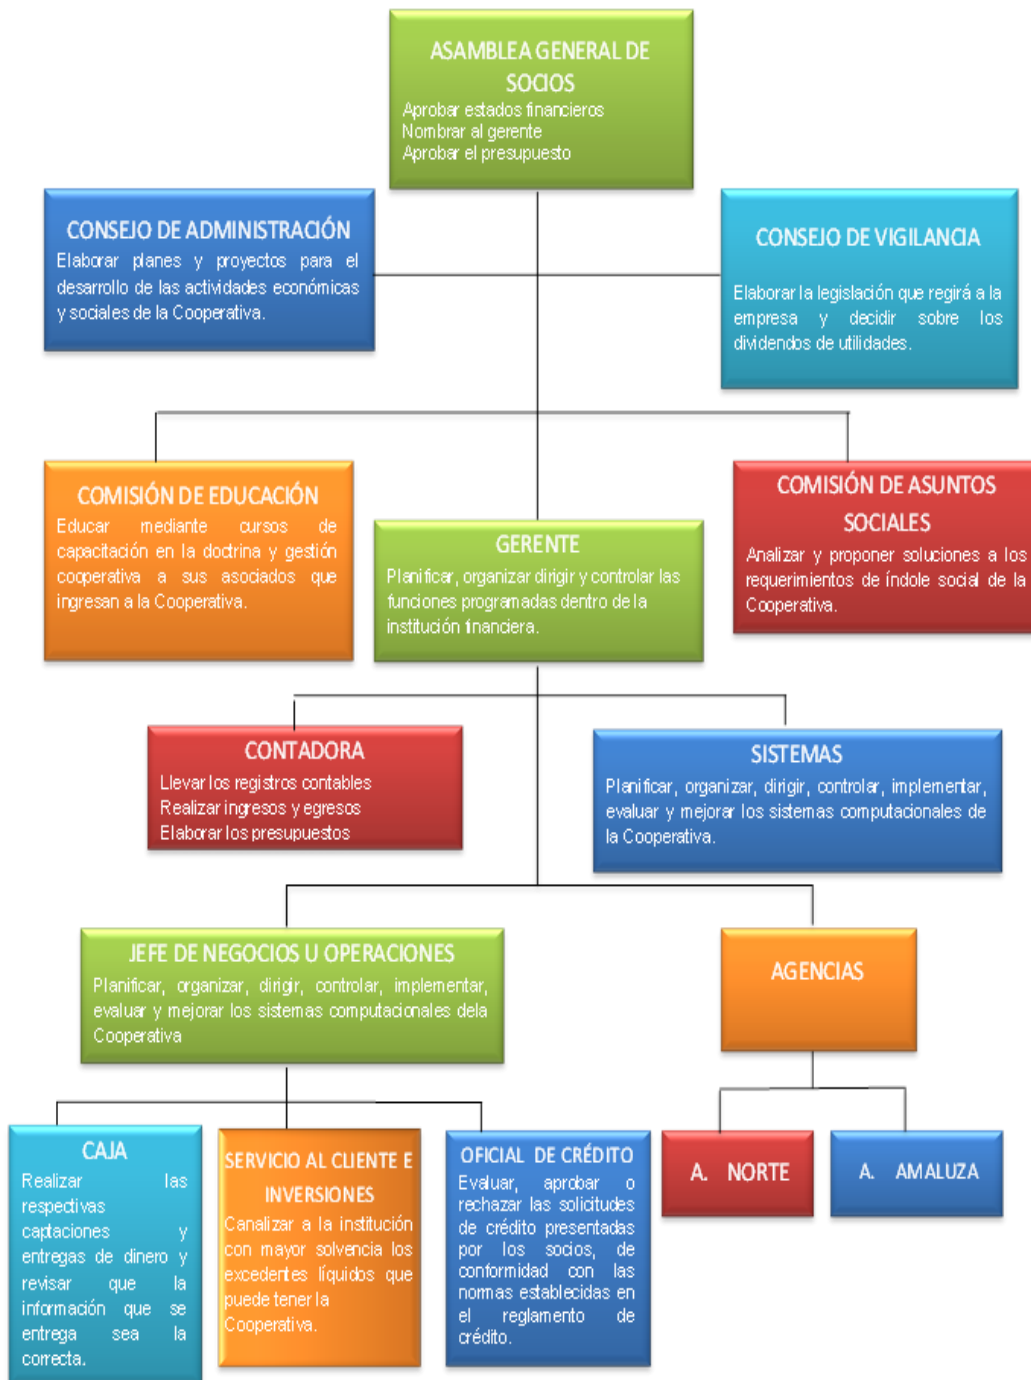 ASAMBLEA GENERAL DE
SOCIOS
Aprobar estados financieros
Nombrar al gerente
Aprobar el presupuesto
CONSEJO DE ADMINISTRACIÓN
Elaborar planes y proyectos para el
desarrollo de las actividades económicas
y sociales de la Cooperativa.
CONSEJO DE VIGILANCIA
Elaborar la legislación que regirá a la
empresa y decidir sobre los
dividendos de utilidades.
COMISIÓN DE EDUCACIÓN
Educar mediante cursos de
capacitación en la doctrina y gestión
cooperativa a sus asociados que
ingresan a la Cooperativa.
GERENTE
Planificar, organizar dirigir y controlar las
funciones programadas dentro de la
institución financiera.
COMISIÓN DE ASUNTOS
SOCIALES
Analizar y proponer soluciones a los
requerimientos de índole social de la
Cooperativa.
CONTADORA
Llevar los registros contables
Realizar ingresos y egresos
Elaborar los presupuestos
SISTEMAS
Planificar, organizar, dirigir, controlar, implementar,
evaluar y mejorar los sistemas computacionales de
la Cooperativa.
JEFE DE NEGOCIOS U OPERACIONES
Planificar, organizar, dirigir, controlar, implementar,
evaluar y mejorar los sistemas computacionales dela
Cooperativa
AGENCIAS
CAJA
Realizar las
respectivas
captaciones y
entregas de dinero y
revisar que la
información que se
entrega sea la
correcta.
SERVICIO AL CLIENTE E
INVERSIONES
Canalizar a la institución
con mayor solvencia los
excedentes líquidos que
puede tener la
Cooperativa.
OFICIAL DE CRÉDITO
Evaluar, aprobar o
rechazar las solicitudes
de crédito presentadas
por los socios, de
conformidad con las
normas establecidas en
el reglamento de
crédito.
A. NORTE
A. AMALUZA